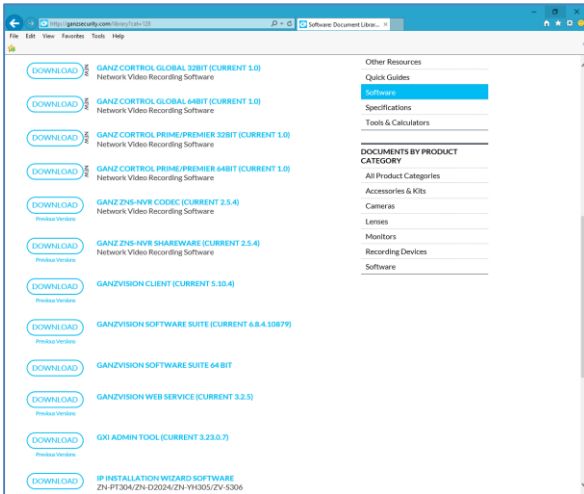 http://ganzsecurity.com/library?cat=128
Software: Document Librar...
File Edit View Favorites Tools Help
DOWNLOAD
NEW
GANZ CORTROL GLOBAL 32BIT (CURRENT 1.0)
Network Video Recording Software
DOWNLOAD
NEW
GANZ CORTROL GLOBAL 64BIT (CURRENT 1.0)
Network Video Recording Software
DOWNLOAD
NEW
GANZ CORTROL PRIME/PREMIER 32BIT (CURRENT 1.0)
Network Video Recording Software
DOWNLOAD
NEW
GANZ CORTROL PRIME/PREMIER 64BIT (CURRENT 1.0)
Network Video Recording Software
DOWNLOAD
Previous Versions
GANZ ZNS-NVR CODEC (CURRENT 2.5.4)
Network Video Recording Software
DOWNLOAD
Previous Versions
GANZ ZNS-NVR SHAREWARE (CURRENT 2.5.4)
Network Video Recording Software
DOWNLOAD
Previous Versions
GANZVISION CLIENT (CURRENT 5.10.4)
DOWNLOAD
Previous Versions
GANZVISION SOFTWARE SUITE (CURRENT 6.8.4.10879)
DOWNLOAD
GANZVISION SOFTWARE SUITE 64 BIT
DOWNLOAD
Previous Versions
GANZVISION WEB SERVICE (CURRENT 3.2.5)
DOWNLOAD
Previous Versions
GXI ADMIN TOOL (CURRENT 3.23.0.7)
DOWNLOAD
IP INSTALLATION WIZARD SOFTWARE
ZN-PT304/ZN-D2024/ZN-YH305/ZV-S306
Other Resources
Quick Guides
Software
Specifications
Tools & Calculators
DOCUMENTS BY PRODUCT
CATEGORY
All Product Categories
Accessories & Kits
Cameras
Lenses
Monitors
Recording Devices
Software